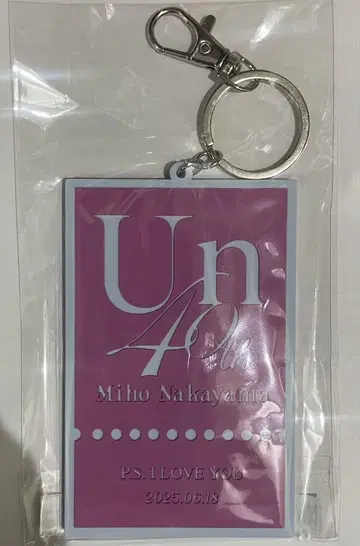 Un
40th
Miho Nakayama
P.S. I LOVE YOU
2025.06.18